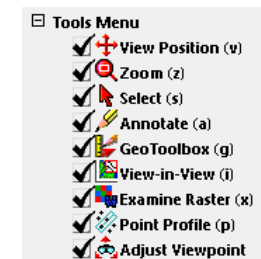 Tools Menu
View Position (v)
Zoom (z)
Select (s)
Annotate (a)
GeoToolbox (g)
View-in-View (i)
Examine Raster (x)
Point Profile (p)
Adjust Viewpoint